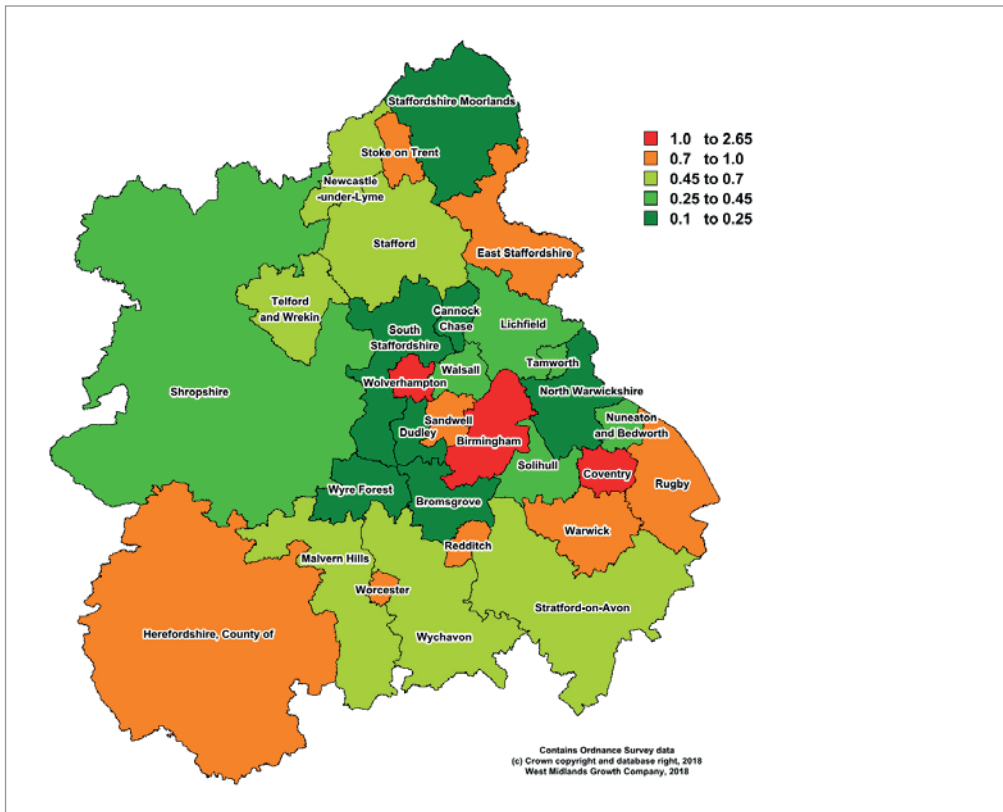 Staffordshire Moorlands
1.0 to 2.65
0.7 to 1.0
0.45 to 0.7
0.25 to 0.45
0.1 to 0.25
Stoke on Trent
Newcastle
-under-Lyme
Stafford
East Staffordshire
Telford
and Wrekin
Cannock
Chase
South
Staffordshire
Lichfield
Tamworth
Walsall
Wolverhampton
North Warwickshire
Shropshire
Sandwell
Nuneaton
and Bedworth
Dudley
Birmingham
Solihull
Coventry
Rugby
Wyre Forest
Bromsgrove
Warwick
Redditch
Malvern Hills
Worcester
Stratford-on-Avon
Herefordshire, County of
Wychavon
Contains Ordnance Survey data
(c) Crown copyright and database right, 2018
West Midlands Growth Company, 2018